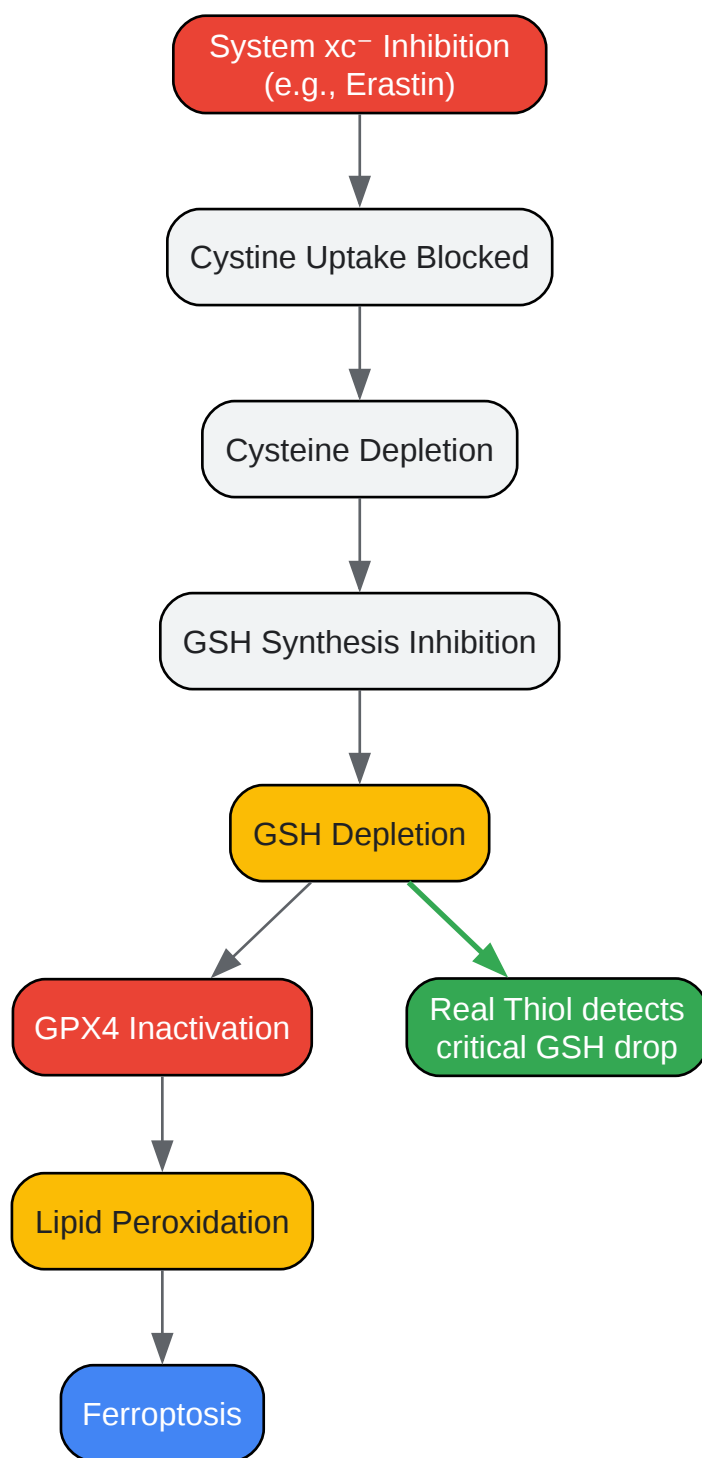 System xc⁻ Inhibition
(e.g., Erastin)
Cystine Uptake Blocked
Cysteine Depletion
GSH Synthesis Inhibition
GSH Depletion
GPX4 Inactivation
Real Thiol detects
critical GSH drop
Lipid Peroxidation
Ferroptosis